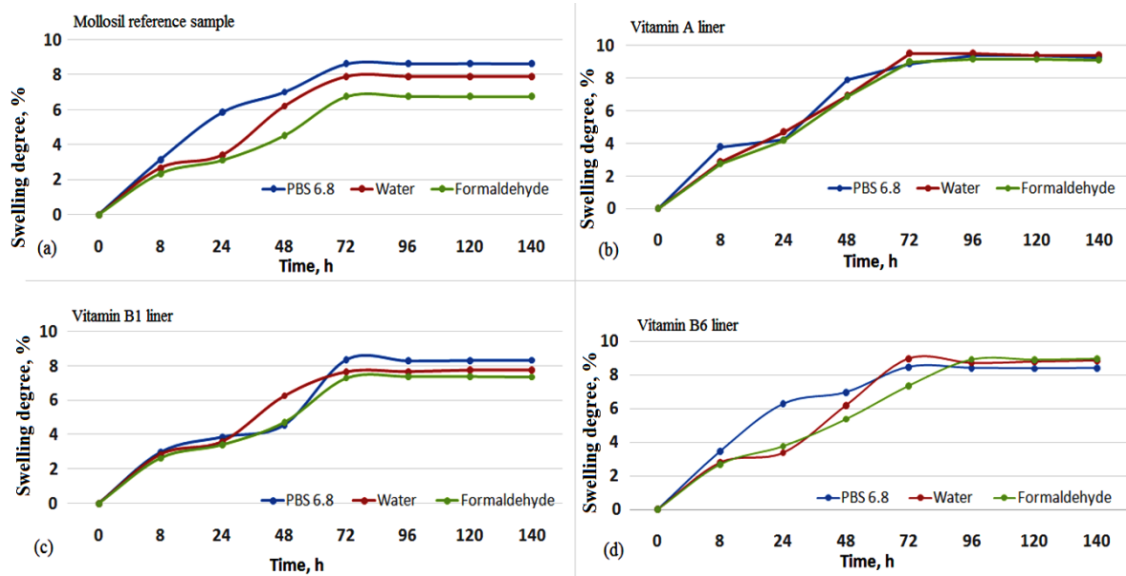 Mollosil reference sample
Swelling degree, %
10
8
6
4
2
0
PBS 6.8 Water Formaldehyde
0 8 24 48 72 96 120 140
(a)
Time, h
Vitamin A liner
Swelling degree, %
10
8
6
4
2
0
PBS 6.8 Water Formaldehyde
0 8 24 48 72 96 120 140
(b)
Time, h
Vitamin B1 liner
Swelling degree, %
10
8
6
4
2
0
PBS 6.8 Water Formaldehyde
0 8 24 48 72 96 120 140
(c)
Time, h
Vitamin B6 liner
Swelling degree, %
10
8
6
4
2
0
PBS 6.8 Water Formaldehyde
0 8 24 48 72 96 120 140
(d)
Time, h